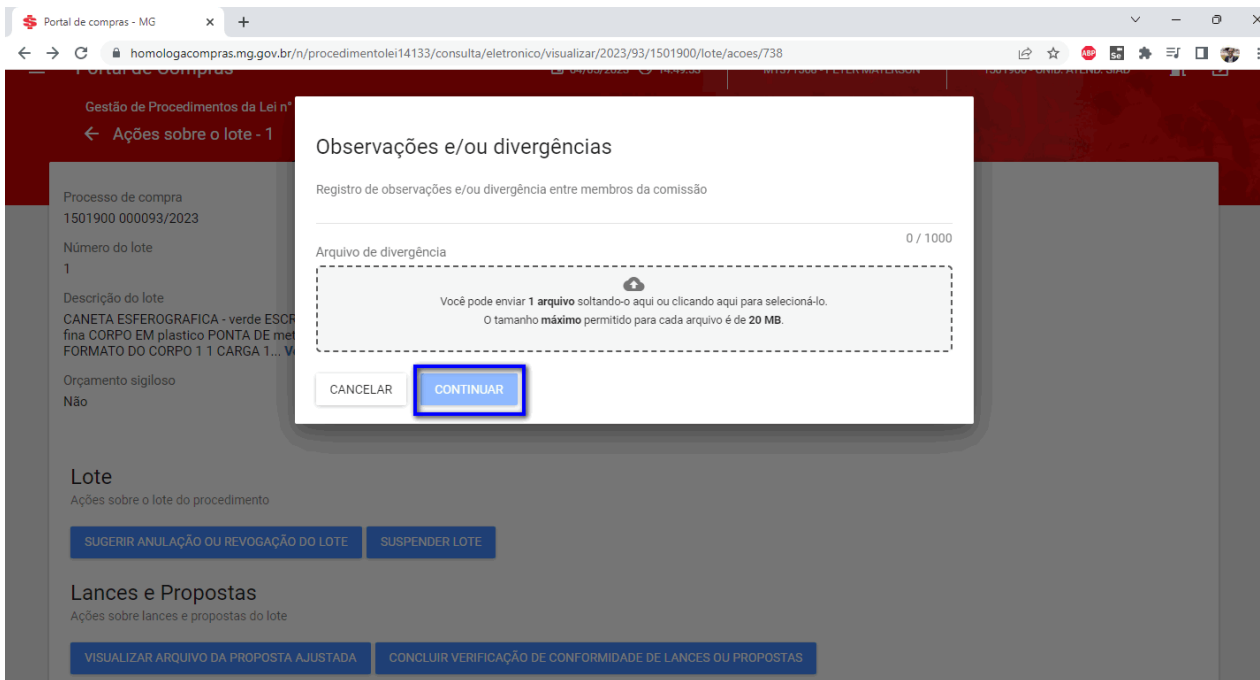 Portal de compras - MG
homologacompras.mg.gov.br/n/procedimentolei14133/consulta/eletronico/visualizar/2023/93/1501900/lote/acoes/738
ABP
Se
Portal de Compras
Gestão de Procedimentos da Lei n°
Ações sobre o lote - 1
Observações e/ou divergências
Registro de observações e/ou divergência entre membros da comissão
0 / 1000
Arquivo de divergência
Você pode enviar 1 arquivo soltando-o aqui ou clicando aqui para selecioná-lo.
O tamanho máximo permitido para cada arquivo é de 20 MB.
CANCELAR
CONTINUAR
Processo de compra
1501900 000093/2023
Número do lote
1
Descrição do lote
CANETA ESFEROGRAFICA - verde ESCR
fina CORPO EM plastico PONTA DE met
FORMATO DO CORPO 1 1 CARGA 1... V
Orçamento sigiloso
Não
Lote
Ações sobre o lote do procedimento
SUGERIR ANULAÇÃO OU REVOGAÇÃO DO LOTE
SUSPENDER LOTE
Lances e Propostas
Ações sobre lances e propostas do lote
VISUALIZAR ARQUIVO DA PROPOSTA AJUSTADA
CONCLUIR VERIFICAÇÃO DE CONFORMIDADE DE LANCES OU PROPOSTAS